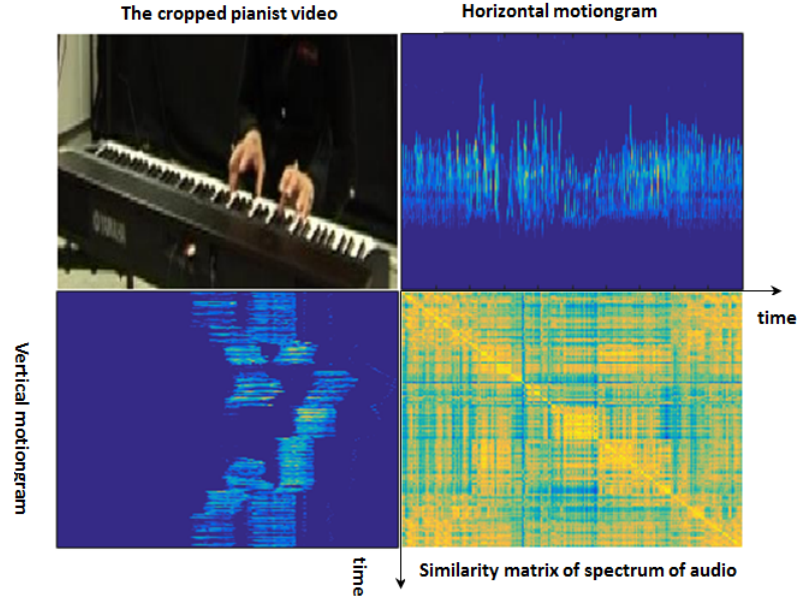 The cropped pianist video
Horizontal motiongram
YAMAHA
time
Vertical motiongram
time
Similarity matrix of spectrum of audio